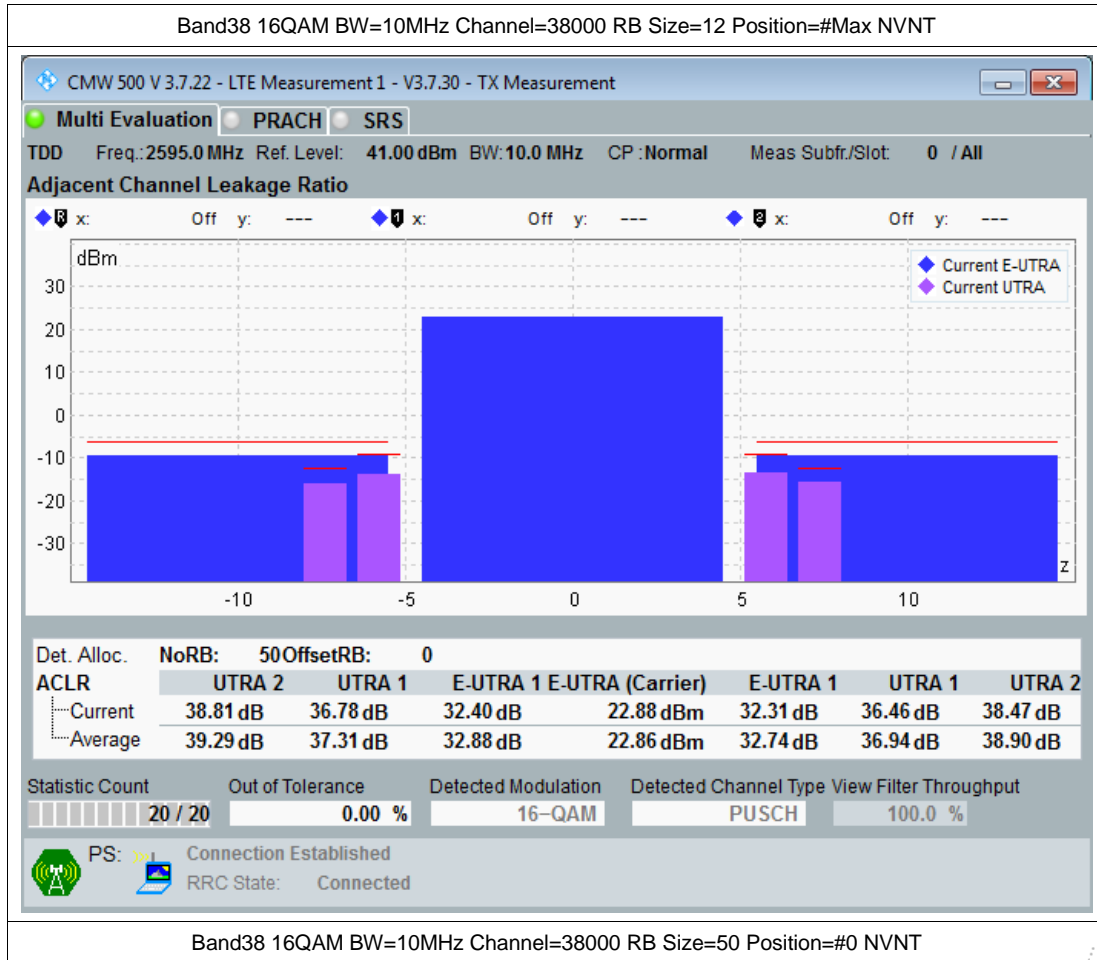 Band38 16QAM BW=10MHz Channel=38000 RB Size=12 Position=#Max NVNT
CMW 500 V 3.7.22 - LTE Measurement 1 - V3.7.30 - TX Measurement
Multi Evaluation PRACH SRS
TDD Freq.:2595.0 MHz Ref. Level: 41.00 dBm BW:10.0 MHz CP :Normal Meas Subfr./Slot: 0 / All
Adjacent Channel Leakage Ratio
R x: Off y: --- 1 x: Off y: --- 2 x: Off y: ---
dBm
Current E-UTRA
Current UTRA
30
20
10
0
-10
-20
-30
z
-10 -5 0 5 10
Det. Alloc. NoRB: 50 OffsetRB: 0
ACLR UTRA 2 UTRA 1 E-UTRA 1 E-UTRA (Carrier) E-UTRA 1 UTRA 1 UTRA 2
Current 38.81 dB 36.78 dB 32.40 dB 22.88 dBm 32.31 dB 36.46 dB 38.47 dB
Average 39.29 dB 37.31 dB 32.88 dB 22.86 dBm 32.74 dB 36.94 dB 38.90 dB
Statistic Count Out of Tolerance Detected Modulation Detected Channel Type View Filter Throughput
20 / 20 0.00 % 16-QAM PUSCH 100.0 %
PS: Connection Established
RRC State: Connected
Band38 16QAM BW=10MHz Channel=38000 RB Size=50 Position=#0 NVNT